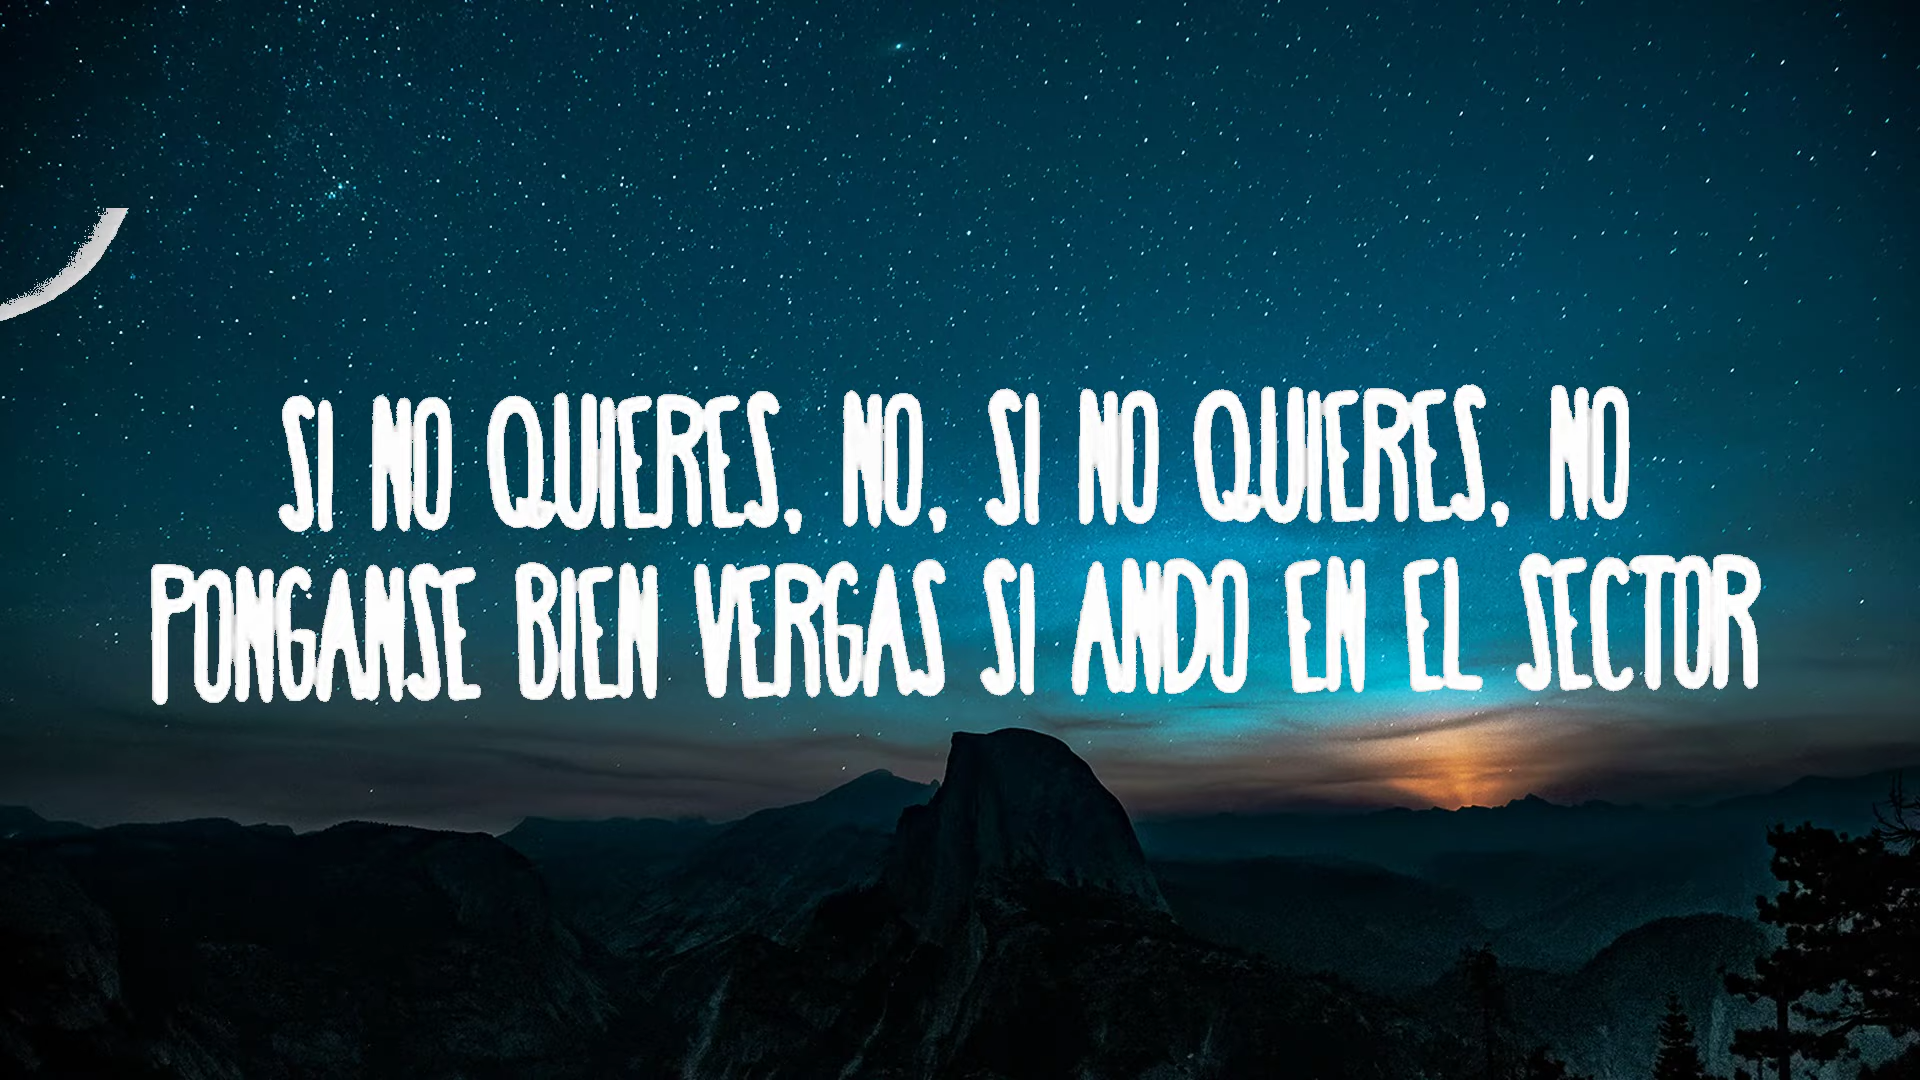 SI NO QUIERES, NO, SI NO QUIERES, NO
PONGANSE BIEN VERGAS SI ANDO EN EL SECTOR